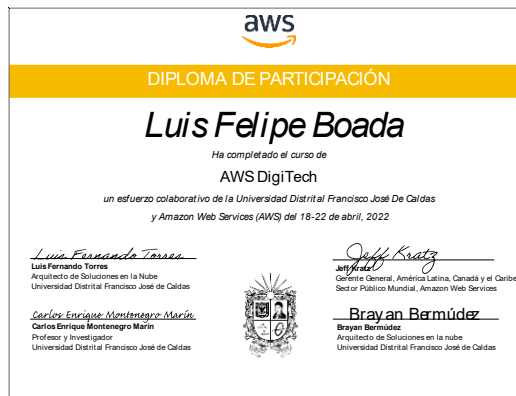 aws
DIPLOMA DE PARTICIPACIÓN
Luis Felipe Boada
Ha completado el curso de
AWS DigiTech
un esfuerzo colaborativo de la Universidad Distrital Francisco José De Caldas
y Amazon Web Services (AWS) del 18-22 de abril, 2022
Luis Fernando Torres
Luis Fernando Torres
Arquitecto de Soluciones en la Nube
Universidad Distrital Francisco José de Caldas
Jeff Kratz
Jeff Kratz
Gerente General, América Latina, Canadá y el Caribe
Sector Público Mundial, Amazon Web Services
Carlos Enrique Montenegro Marín
Carlos Enrique Montenegro Marín
Profesor y Investigador
Universidad Distrital Francisco José de Caldas
Brayan Bermúdez
Brayan Bermúdez
Arquitecto de Soluciones en la nube
Universidad Distrital Francisco José de Caldas